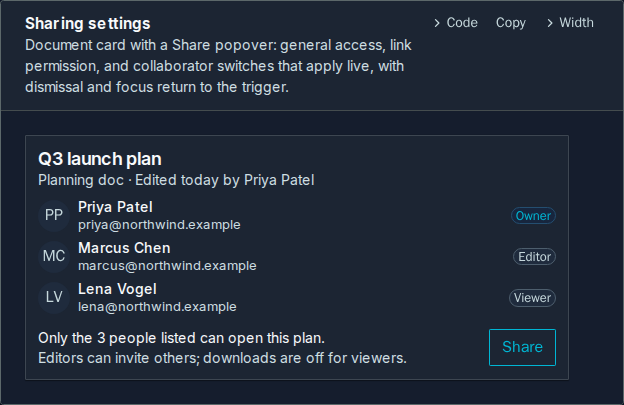 Sharing settings
Code Copy Width
Document card with a Share popover: general access, link
permission, and collaborator switches that apply live, with
dismissal and focus return to the trigger.
Q3 launch plan
Planning doc · Edited today by Priya Patel
PP Priya Patel Owner
priya@northwind.example
MC Marcus Chen Editor
marcus@northwind.example
LV Lena Vogel Viewer
lena@northwind.example
Only the 3 people listed can open this plan.
Editors can invite others; downloads are off for viewers.
Share